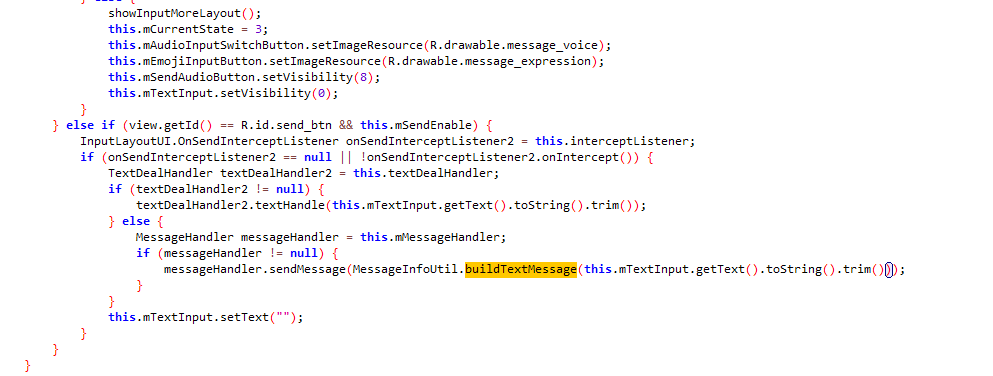 } else {
showInputMoreLayout();
this.mCurrentState = 3;
this.mAudioInputSwitchButton.setImageResource(R.drawable.message_voice);
this.mEmojiInputButton.setImageResource(R.drawable.message_expression);
this.mSendAudioButton.setVisibility(8);
this.mTextInput.setVisibility(0);
}
} else if (view.getId() == R.id.send_btn && this.mSendEnable) {
InputLayoutUI.OnSendInterceptListener onSendInterceptListener2 = this.interceptListener;
if (onSendInterceptListener2 == null || !onSendInterceptListener2.onIntercept()) {
TextDealHandler textDealHandler2 = this.textDealHandler;
if (textDealHandler2 != null) {
textDealHandler2.textHandle(this.mTextInput.getText().toString().trim());
} else {
MessageHandler messageHandler = this.mMessageHandler;
if (messageHandler != null) {
messageHandler.sendMessage(MessageInfoUtil.buildTextMessage(this.mTextInput.getText().toString().trim()));
}
}
this.mTextInput.setText("");
}
}
}